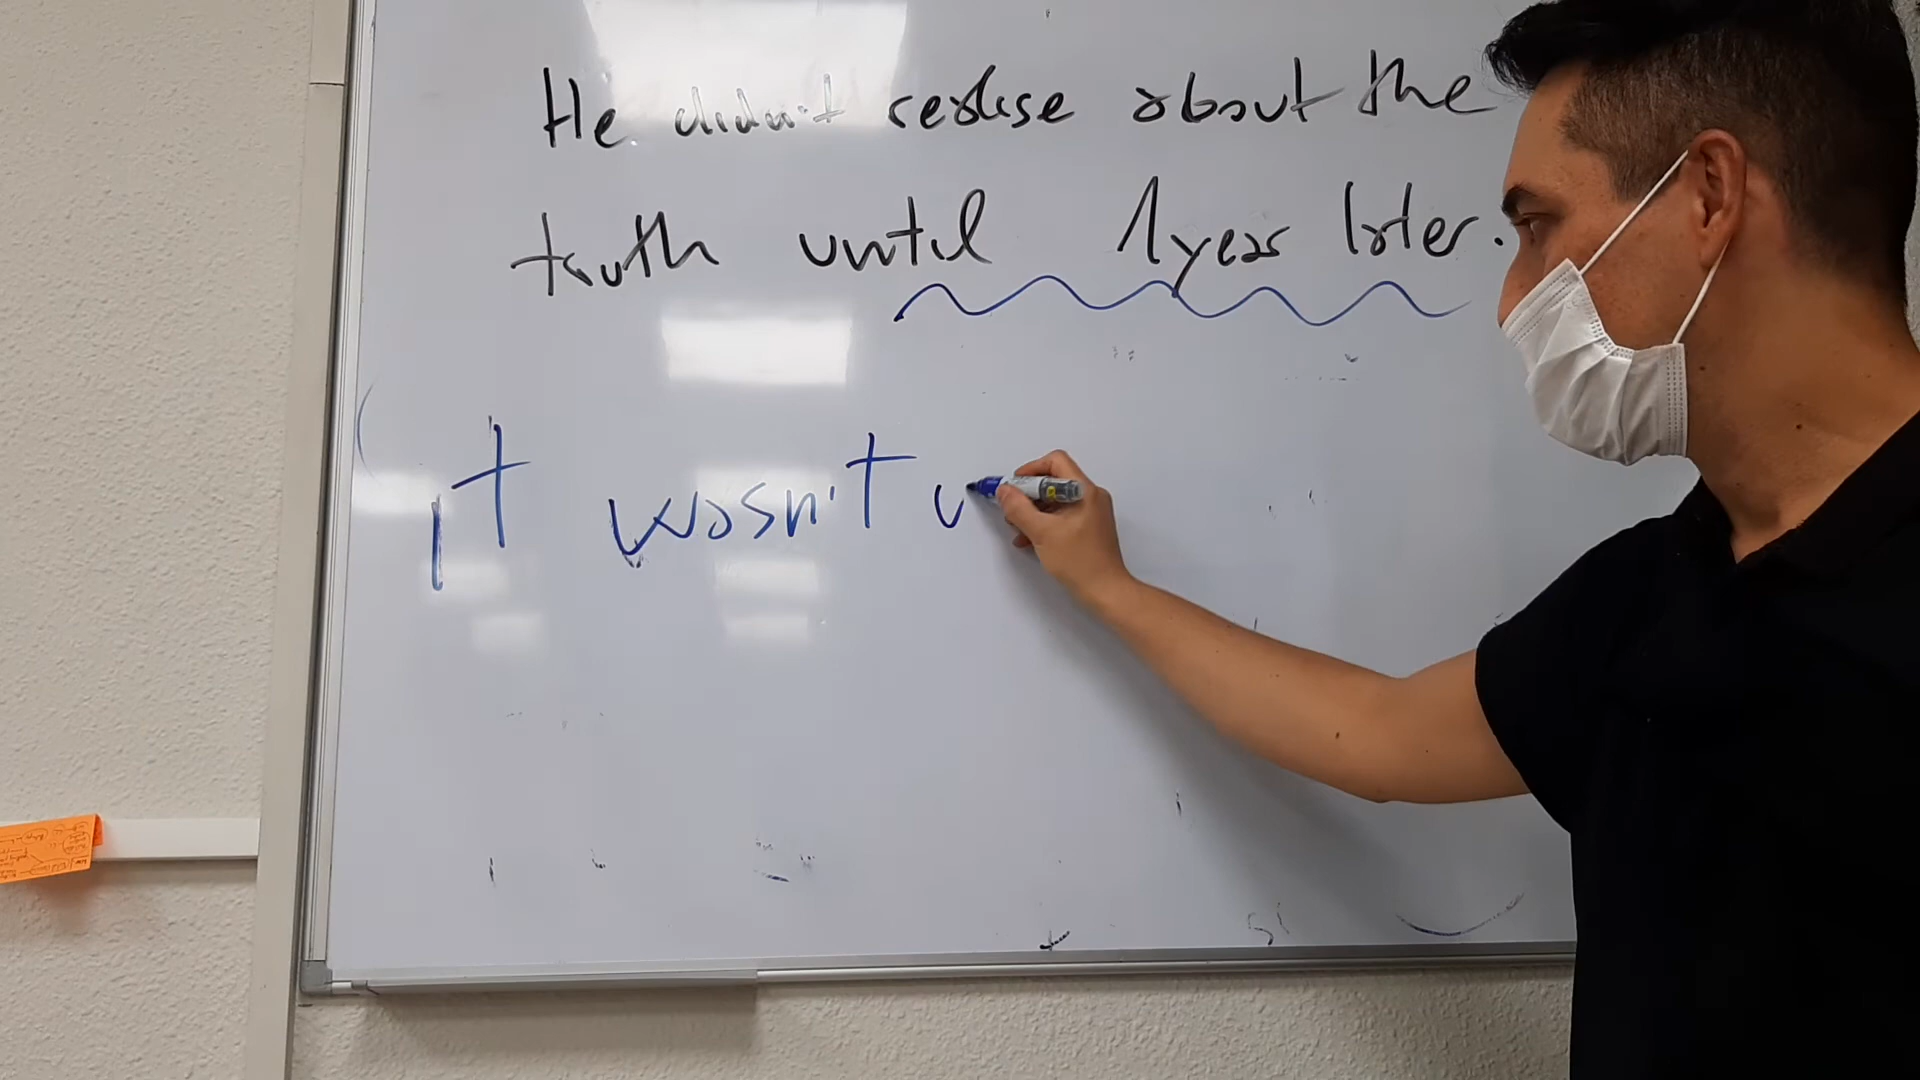 He didn't realise about the
truth until 1 year later.
it wasn't u